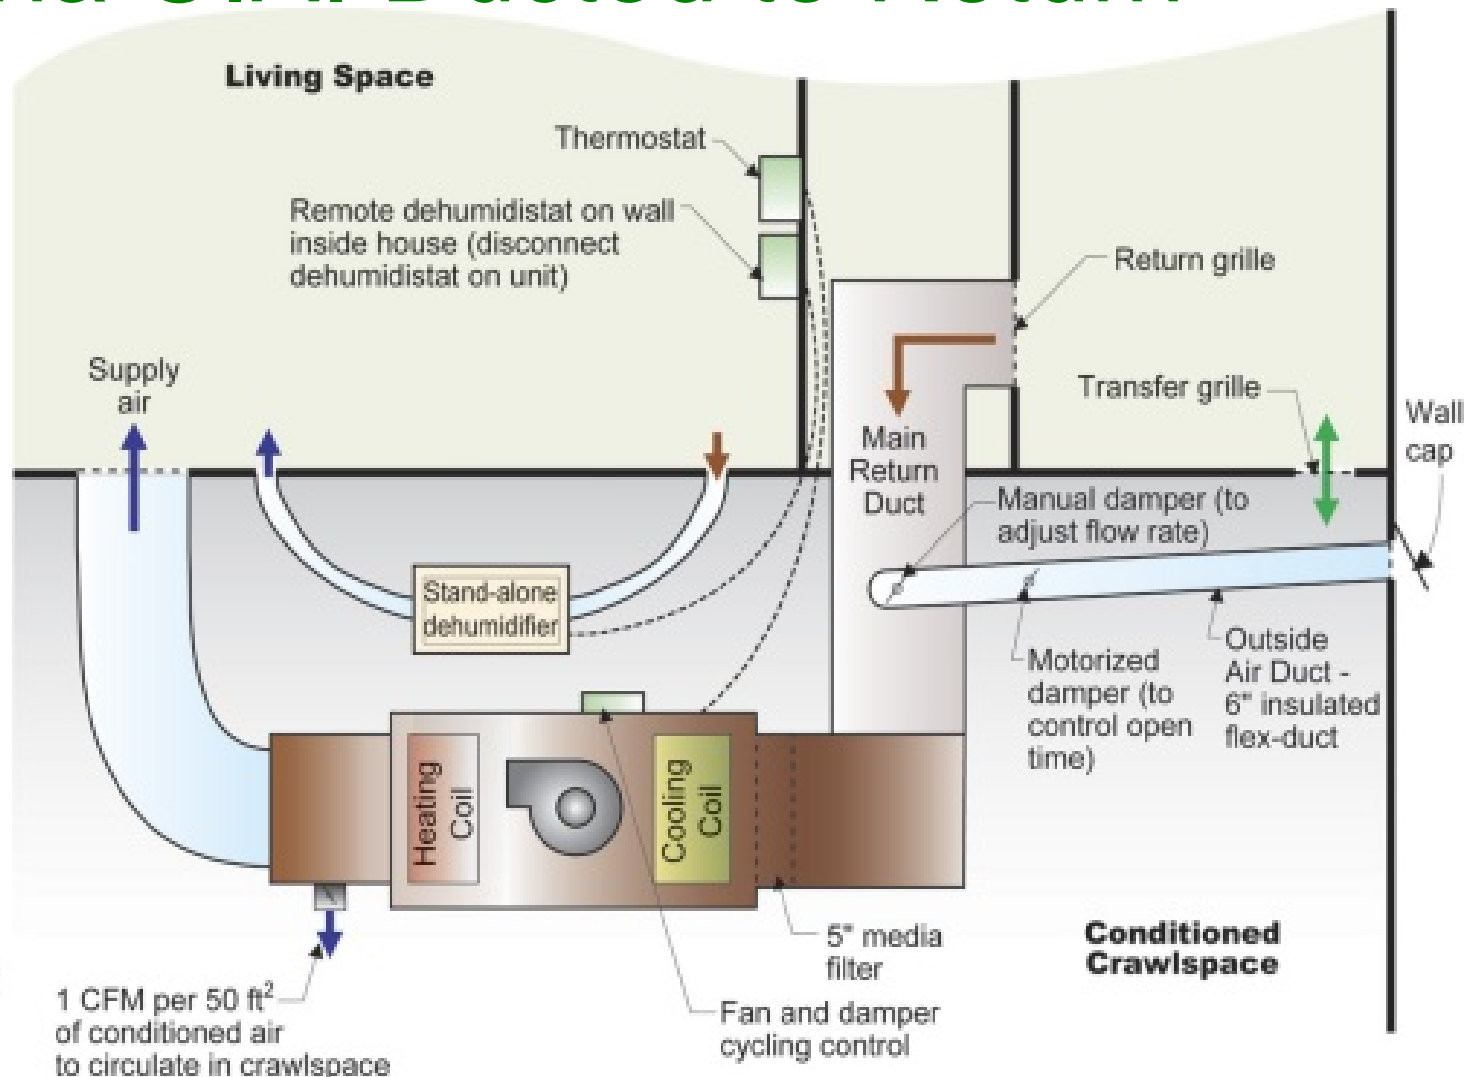 Ducted to Return
Living Space
Thermostat
Remote dehumidistat on wall
inside house (disconnect
dehumidistat on unit)
Return grille
Supply
air
Transfer grille
Wall
cap
Main
Return
Duct
Manual damper (to
adjust flow rate)
Stand-alone
dehumidifier
Motorized
damper (to
control open
time)
Outside
Air Duct -
6" insulated
flex-duct
Heating
Coil
Cooling
Coil
5" media
filter
Conditioned
Crawlspace
1 CFM per 50 ft²
of conditioned air
to circulate in crawlspace
Fan and damper
cycling control